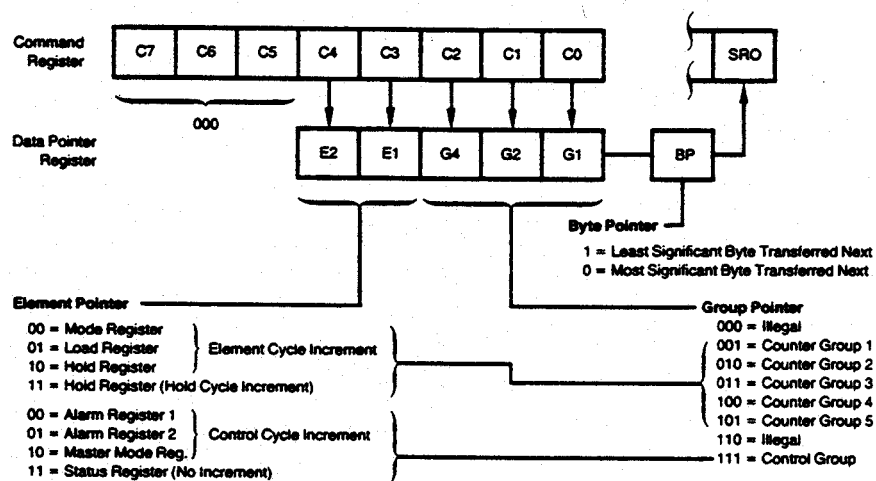 Command
Register
C7 C6 C5 C4 C3 C2 C1 C0
SRO
000
Data Pointer
Register
E2 E1 G4 G2 G1
BP
Byte Pointer
1 = Least Significant Byte Transferred Next
0 = Most Significant Byte Transferred Next
Element Pointer
00 = Mode Register
01 = Load Register
10 = Hold Register
Element Cycle Increment
11 = Hold Register (Hold Cycle Increment)
00 = Alarm Register 1
01 = Alarm Register 2
10 = Master Mode Reg.
Control Cycle Increment
11 = Status Register (No Increment)
Group Pointer
000 = Illegal
001 = Counter Group 1
010 = Counter Group 2
011 = Counter Group 3
100 = Counter Group 4
101 = Counter Group 5
110 = Illegal
111 = Control Group